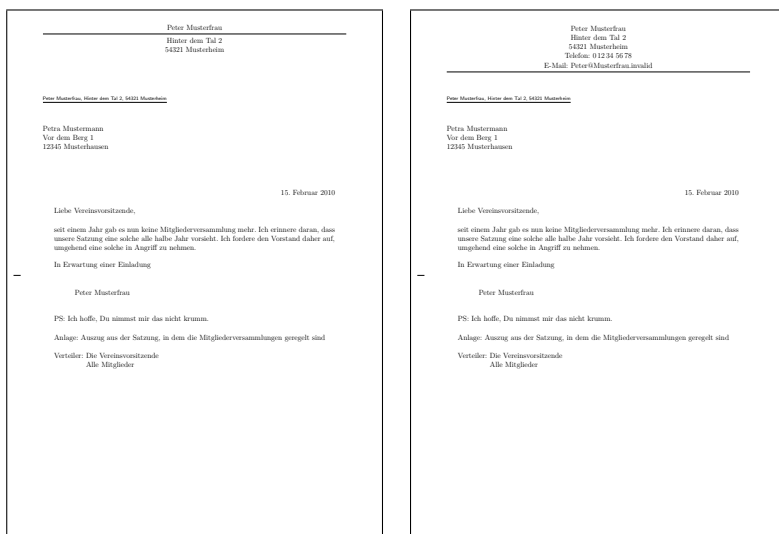 Peter Musterfrau
Hinter dem Tal 2
54321 Musterheim
Peter Musterfrau, Hinter dem Tal 2, 54321 Musterheim
Petra Mustermann
Vor dem Berg 1
12345 Musterhausen
15. Februar 2010
Liebe Vereinsvorsitzende,
seit einem Jahr gab es nun keine Mitgliederversammlung mehr. Ich erinnere daran, dass
unsere Satzung eine solche alle halbe Jahr vorsieht. Ich fordere den Vorstand daher auf,
umgehend eine solche in Angriff zu nehmen.
In Erwartung einer Einladung
Peter Musterfrau
PS: Ich hoffe, Du nimmst mir das nicht krumm.
Anlage: Auszug aus der Satzung, in dem die Mitgliederversammlungen geregelt sind
Verteiler: Die Vereinsvorsitzende
Alle Mitglieder
Peter Musterfrau
Hinter dem Tal 2
54321 Musterheim
Telefon: 0 12 34 56 78
E-Mail: Peter@Musterfrau.invalid
Peter Musterfrau, Hinter dem Tal 2, 54321 Musterheim
Petra Mustermann
Vor dem Berg 1
12345 Musterhausen
15. Februar 2010
Liebe Vereinsvorsitzende,
seit einem Jahr gab es nun keine Mitgliederversammlung mehr. Ich erinnere daran, dass
unsere Satzung eine solche alle halbe Jahr vorsieht. Ich fordere den Vorstand daher auf,
umgehend eine solche in Angriff zu nehmen.
In Erwartung einer Einladung
Peter Musterfrau
PS: Ich hoffe, Du nimmst mir das nicht krumm.
Anlage: Auszug aus der Satzung, in dem die Mitgliederversammlungen geregelt sind
Verteiler: Die Vereinsvorsitzende
Alle Mitglieder